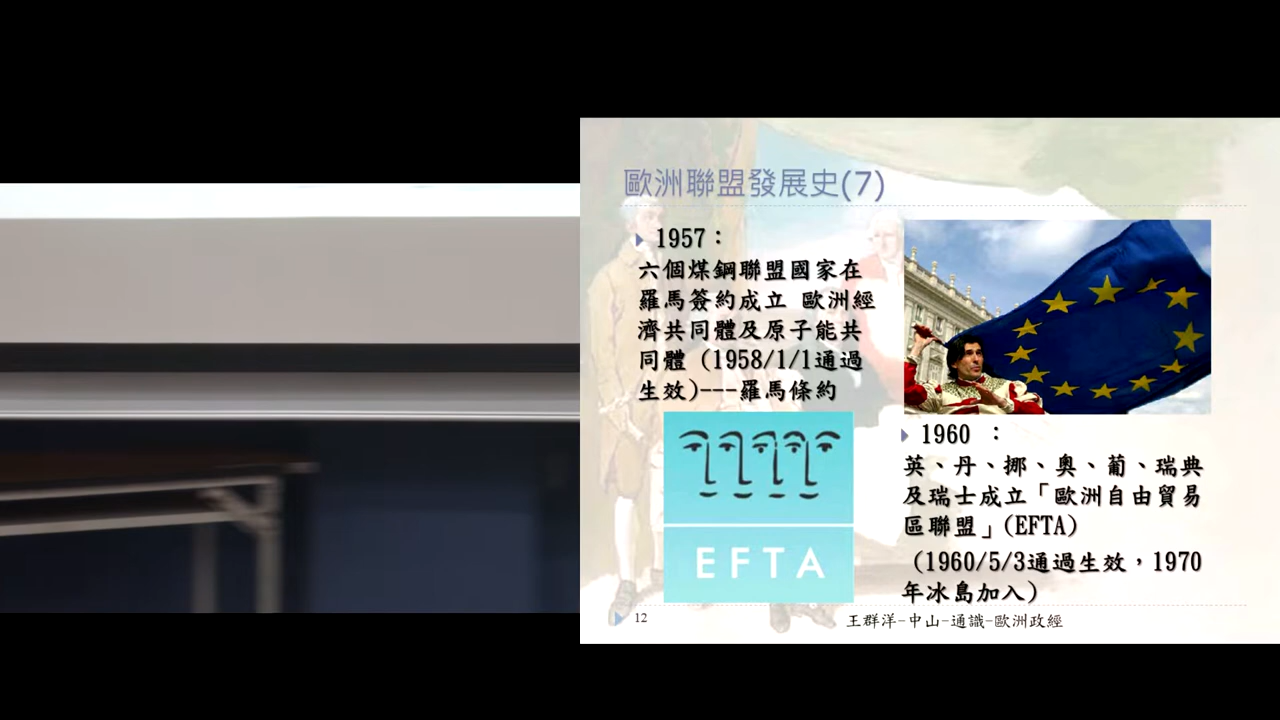 歐洲聯盟發展史(7)
1957：
六個煤鋼聯盟國家在
羅馬簽約成立 歐洲經
濟共同體及原子能共
同體 (1958/1/1通過
生效)---羅馬條約
EFTA
1960 ：
英、丹、挪、奧、葡、瑞典
及瑞士成立「歐洲自由貿易
區聯盟」(EFTA)
(1960/5/3通過生效，1970
年冰島加入)
12
王群洋-中山-通識-歐洲政經